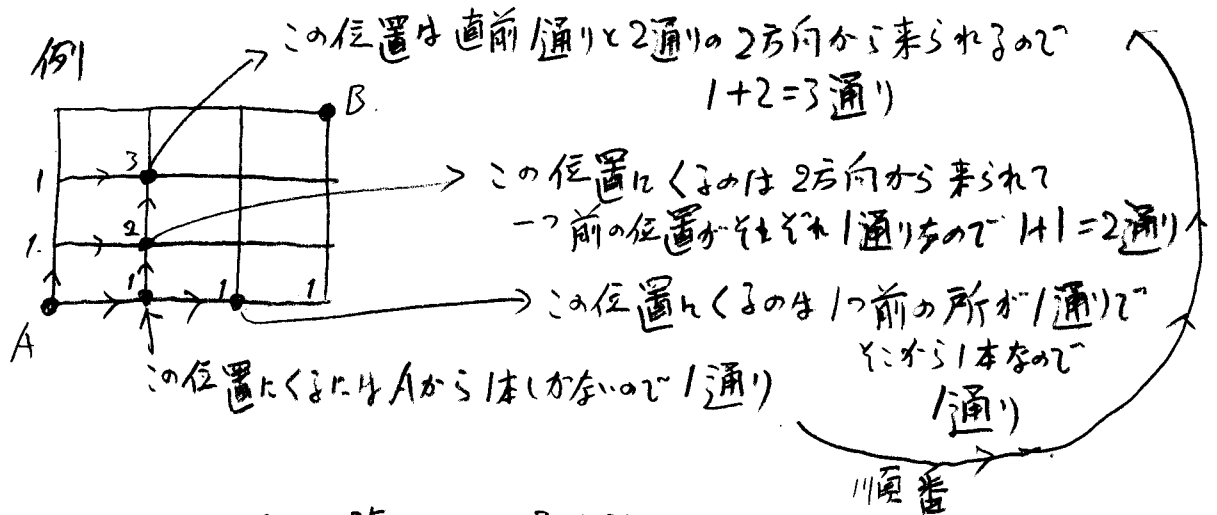 例
この位置は直前1通りと2通りの2方向から来られるので
1+2=3通り
B.
3
1
この位置にくるのは2方向から来られて
一つ前の位置がそれぞれ1通りなので 1+1=2通り
2
1.
1 1 1
この位置にくるのは1つ前の所が1通りで
そこから1本なので
1通り
A
この位置にくるにはAから1本しかないので1通り
順番